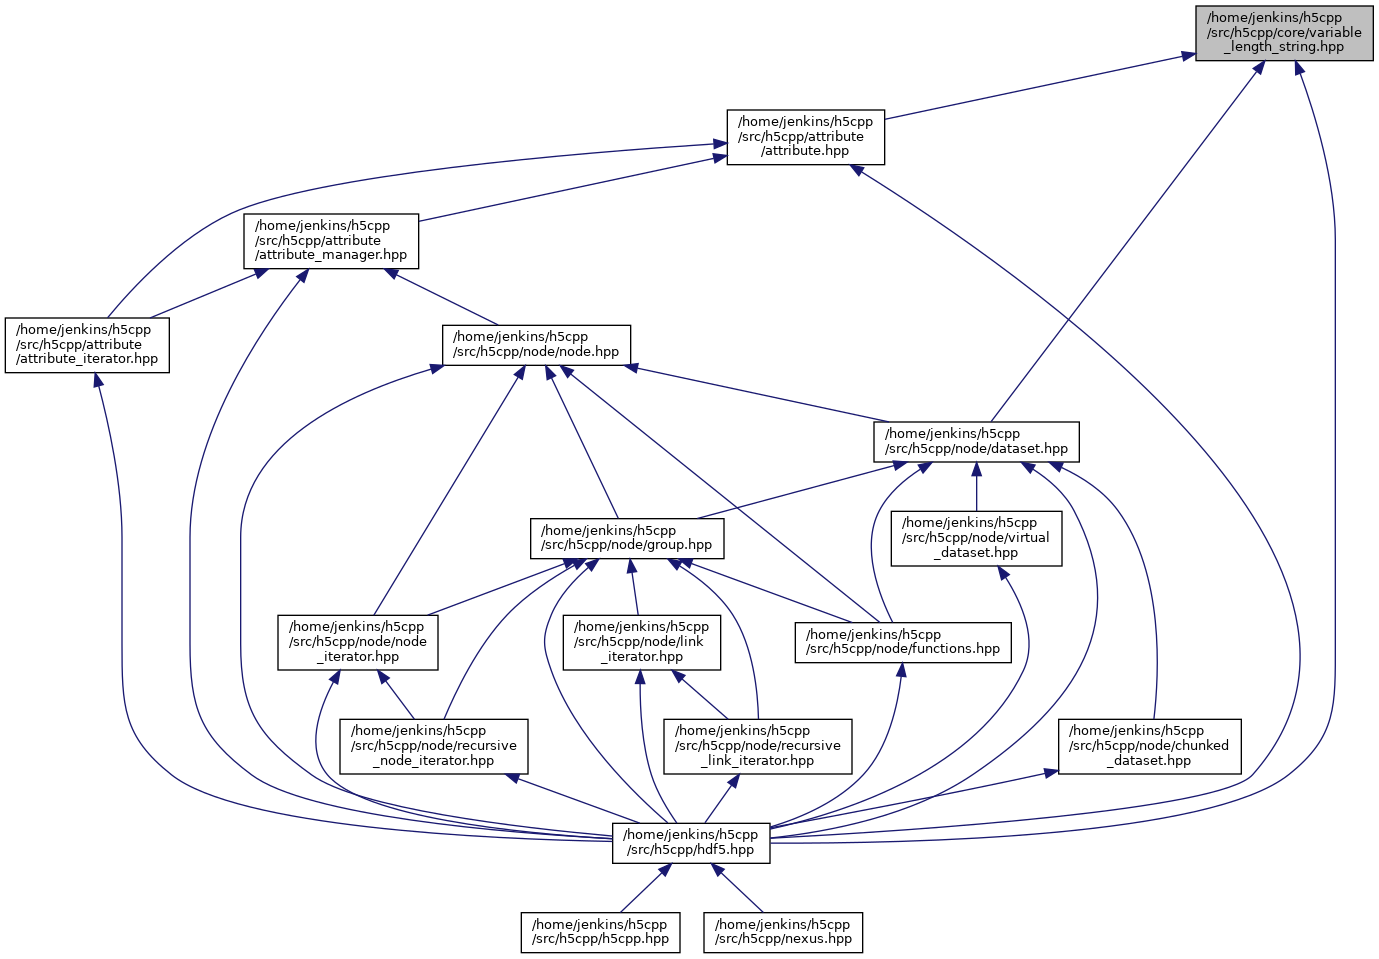 /home/jenkins/h5cpp
/src/h5cpp/core/variable
_length_string.hpp
/home/jenkins/h5cpp
/src/h5cpp/attribute
/attribute.hpp
/home/jenkins/h5cpp
/src/h5cpp/attribute
/attribute_manager.hpp
/home/jenkins/h5cpp
/src/h5cpp/attribute
/attribute_iterator.hpp
/home/jenkins/h5cpp
/src/h5cpp/node/node.hpp
/home/jenkins/h5cpp
/src/h5cpp/node/dataset.hpp
/home/jenkins/h5cpp
/src/h5cpp/node/group.hpp
/home/jenkins/h5cpp
/src/h5cpp/node/virtual
_dataset.hpp
/home/jenkins/h5cpp
/src/h5cpp/node/node
_iterator.hpp
/home/jenkins/h5cpp
/src/h5cpp/node/link
_iterator.hpp
/home/jenkins/h5cpp
/src/h5cpp/node/functions.hpp
/home/jenkins/h5cpp
/src/h5cpp/node/recursive
_node_iterator.hpp
/home/jenkins/h5cpp
/src/h5cpp/node/recursive
_link_iterator.hpp
/home/jenkins/h5cpp
/src/h5cpp/node/chunked
_dataset.hpp
/home/jenkins/h5cpp
/src/h5cpp/hdf5.hpp
/home/jenkins/h5cpp
/src/h5cpp/h5cpp.hpp
/home/jenkins/h5cpp
/src/h5cpp/nexus.hpp